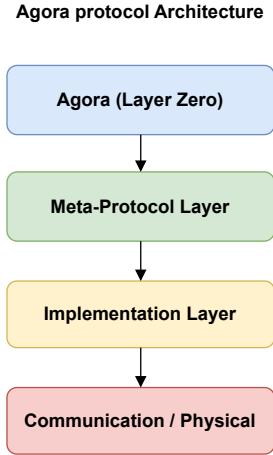 Agora protocol Architecture
Agora (Layer Zero)
Meta-Protocol Layer
Implementation Layer
Communication / Physical